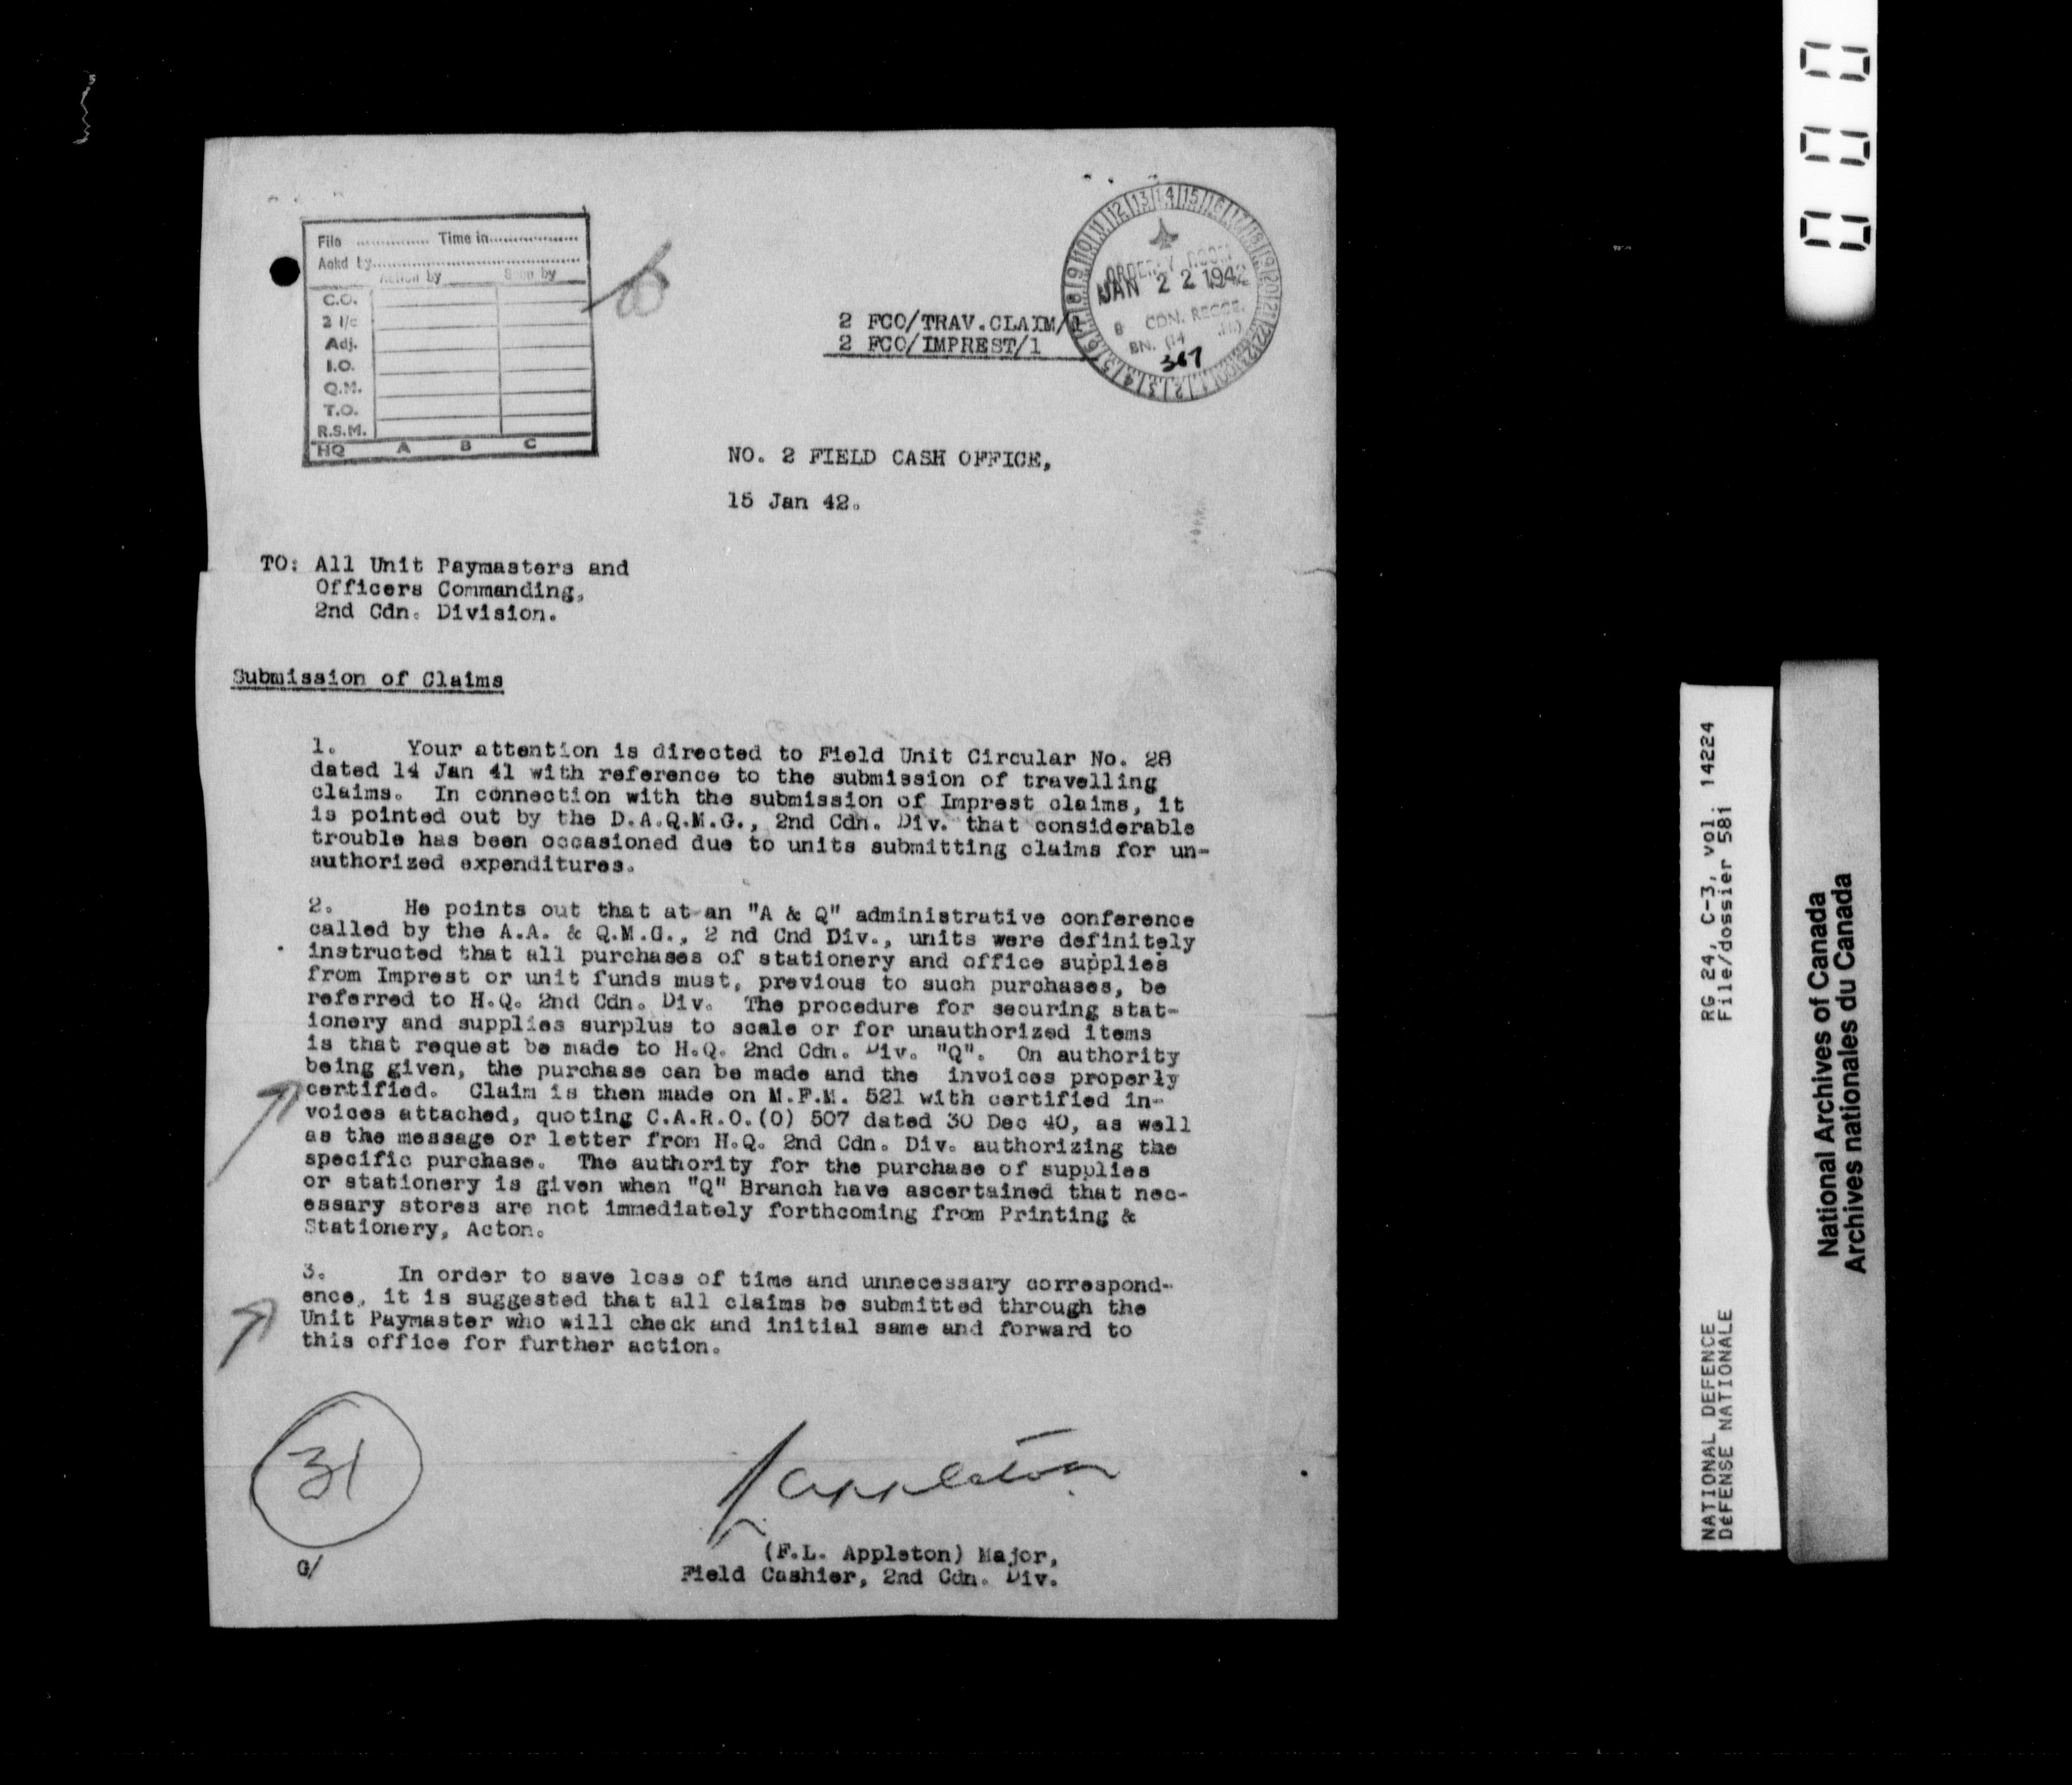 File .............. Time in..................
Ackd by..................................................
Action by Seen by
C.O.
2 I/c
Adj.
I.O.
Q.M.
T.O.
R.S.M.
HQ A B C
ORDERLY ROOM
JAN 22 1942
8 CDN. RECCE.
BN. (14
367
2 FCO/TRAV.CLAIM/1
2 FCO/IMPREST/1
NO. 2 FIELD CASH OFFICE,
15 Jan 42.
TO: All Unit Paymasters and
Officers Commanding,
2nd Cdn. Division.
Submission of Claims
1. Your attention is directed to Field Unit Circular No. 28
dated 14 Jan 41 with reference to the submission of travelling
claims. In connection with the submission of Imprest claims, it
is pointed out by the D.A.Q.M.G., 2nd Cdn. Div. that considerable
trouble has been occasioned due to units submitting claims for un-
authorized expenditures.
2. He points out that at an "A & Q" administrative conference
called by the A.A. & Q.M.G., 2 nd Cnd Div., units were definitely
instructed that all purchases of stationery and office supplies
from Imprest or unit funds must, previous to such purchases, be
referred to H.Q. 2nd Cdn. Div. The procedure for securing stat-
ionery and supplies surplus to scale or for unauthorized items
is that request be made to H.Q. 2nd Cdn. Div. "Q". On authority
being given, the purchase can be made and the invoices properly
certified. Claim is then made on M.F.M. 521 with certified in-
voices attached, quoting C.A.R.O.(O) 507 dated 30 Dec 40, as well
as the message or letter from H.Q. 2nd Cdn. Div. authorizing the
specific purchase. The authority for the purchase of supplies
or stationery is given when "Q" Branch have ascertained that nec-
essary stores are not immediately forthcoming from Printing &
Stationery, Acton.
3. In order to save loss of time and unnecessary correspond-
ence, it is suggested that all claims be submitted through the
Unit Paymaster who will check and initial same and forward to
this office for further action.
31
Appleton
G/
(F.L. Appleton) Major,
Field Cashier, 2nd Cdn. Div.
NATIONAL DEFENCE RG 24, C-3, vol. 14224
DéFENSE NATIONALE File/dossier 581
National Archives of Canada
Archives nationales du Canada
000